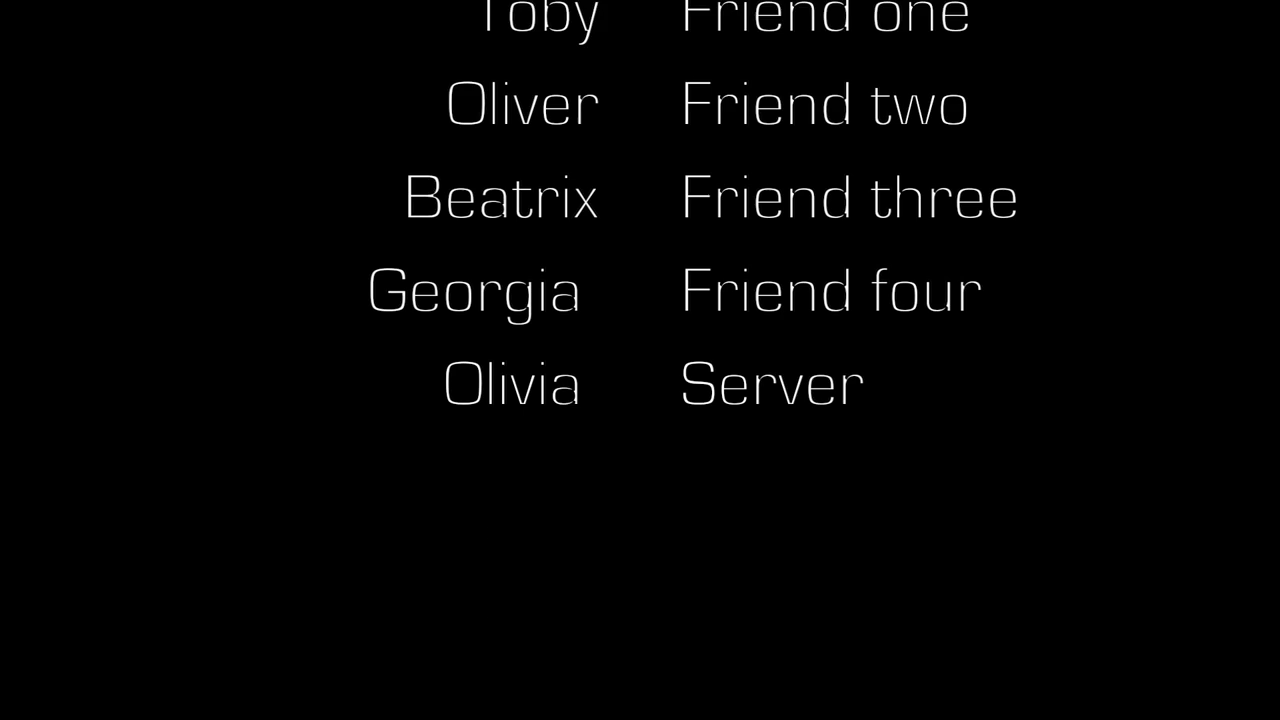 Toby Friend one
Oliver Friend two
Beatrix Friend three
Georgia Friend four
Olivia Server